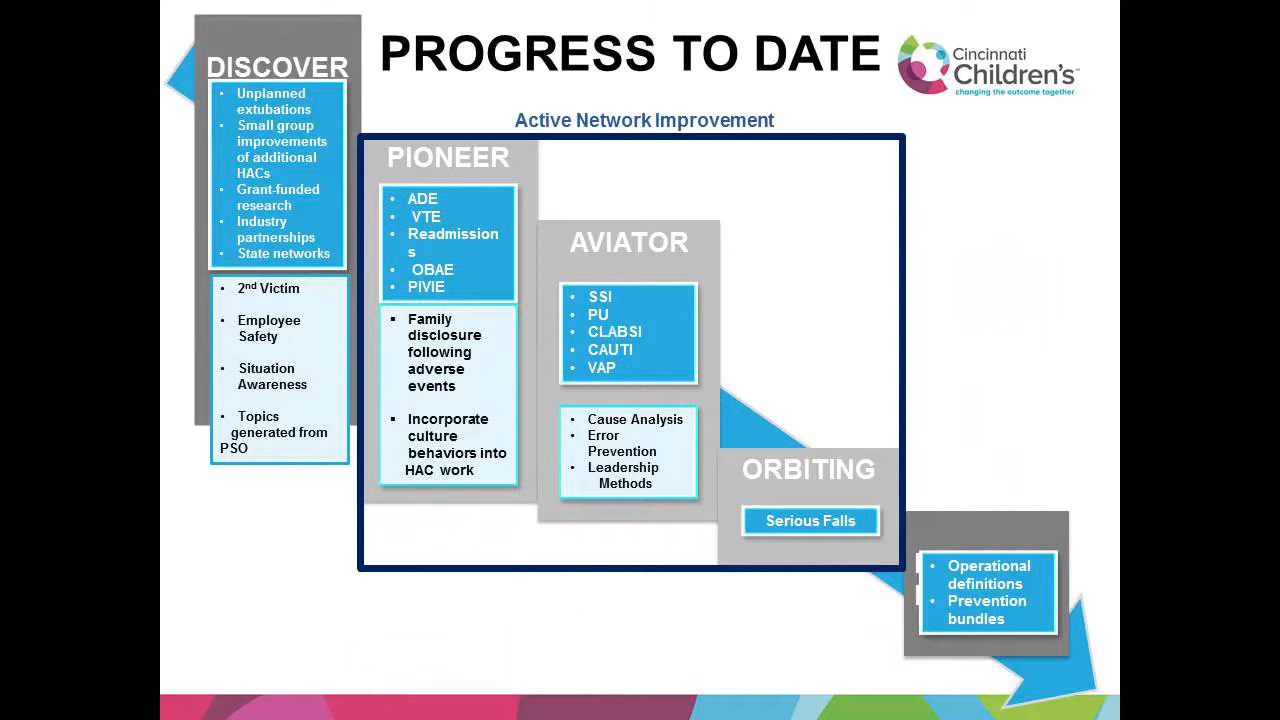 PROGRESS TO DATE
Cincinnati
Children's™
changing the outcome together
DISCOVER
• Unplanned
extubations
• Small group
improvements
of additional
HACs
• Grant-funded
research
• Industry
partnerships
• State networks
• 2nd Victim
• Employee
Safety
• Situation
Awareness
• Topics
generated from
PSO
Active Network Improvement
PIONEER
• ADE
• VTE
• Readmission
s
• OBAE
• PIVIE
▪ Family
disclosure
following
adverse
events
▪ Incorporate
culture
behaviors into
HAC work
AVIATOR
• SSI
• PU
• CLABSI
• CAUTI
• VAP
• Cause Analysis
• Error
Prevention
• Leadership
Methods
ORBITING
Serious Falls
• Operational
definitions
• Prevention
bundles